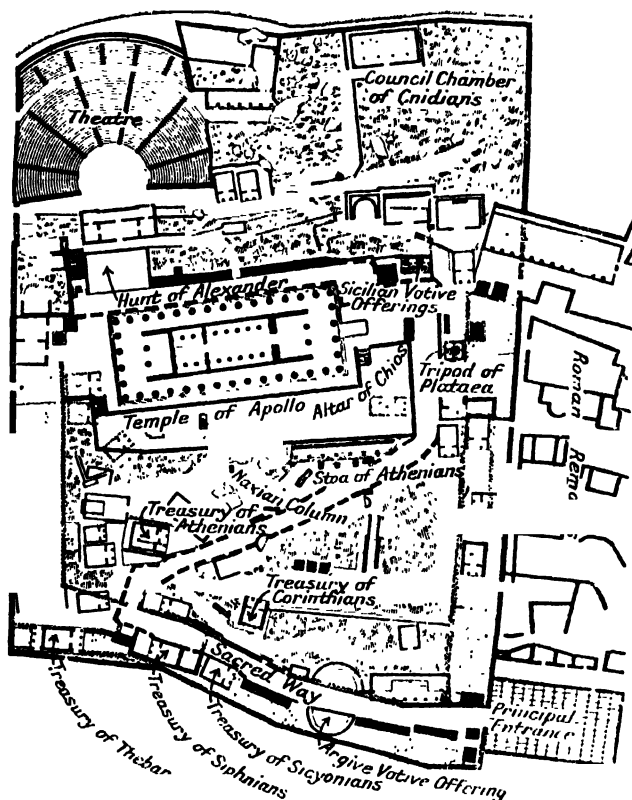 Theatre
Council Chamber
of Cnidians
Hunt of Alexander
Sicilian Votive
Offerings
Tripod of
Plataea
Roman
Temple of Apollo
Altar of Chios
Stoa of Athenians
Naxian Column
Treasury of
Athenians
Treasury of
Corinthians
Sacred Way
Principal
Entrance
Treasury of Thebar
Treasury of Siphnians
Treasury of Sicyonians
Argive Votive Offering